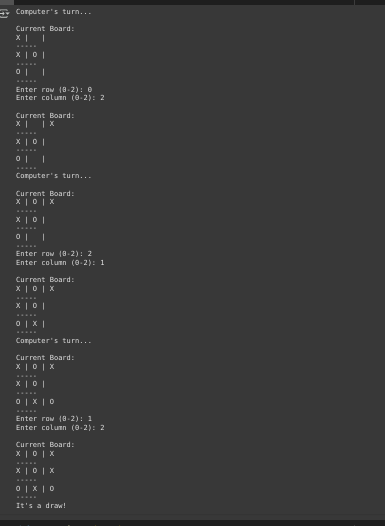 Computer's turn...
Current Board:
X |   |
-----
X | O |
-----
O |   |
-----
Enter row (0-2): 0
Enter column (0-2): 2
Current Board:
X |   | X
-----
X | O |
-----
O |   |
-----
Computer's turn...
Current Board:
X | O | X
-----
X | O |
-----
O |   |
-----
Enter row (0-2): 2
Enter column (0-2): 1
Current Board:
X | O | X
-----
X | O |
-----
O | X |
-----
Computer's turn...
Current Board:
X | O | X
-----
X | O |
-----
O | X | O
-----
Enter row (0-2): 1
Enter column (0-2): 2
Current Board:
X | O | X
-----
X | O | X
-----
O | X | O
-----
It's a draw!